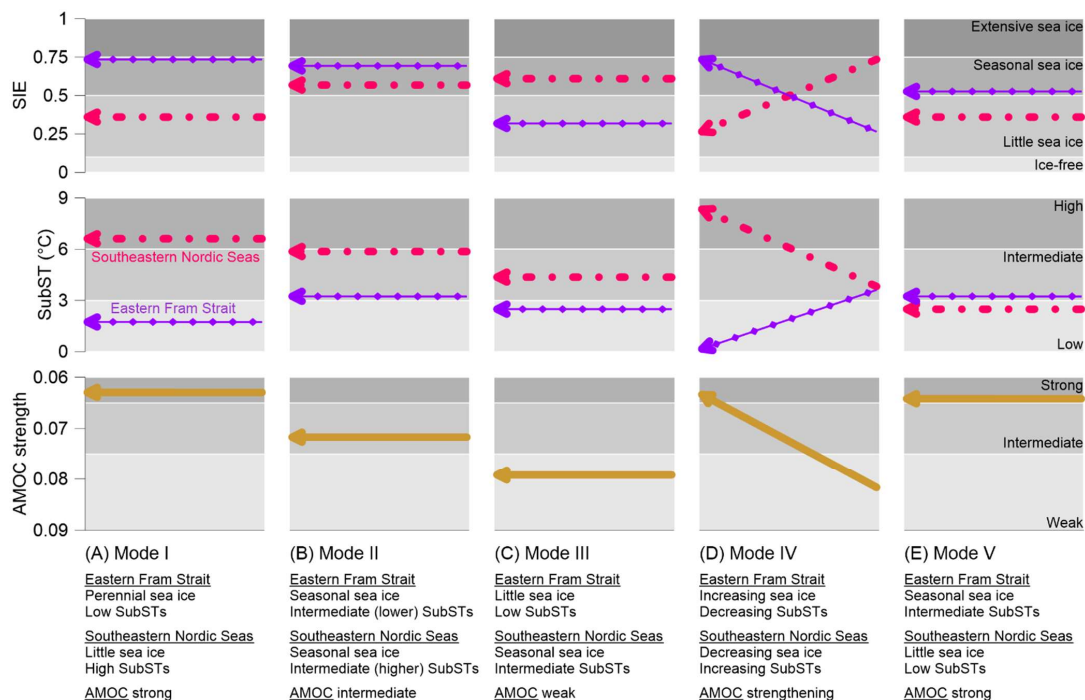 1
0.75
0.5
0.25
0
SIE
Extensive sea ice
Seasonal sea ice
Little sea ice
Ice-free
9
6
3
0
SubST (°C)
Southeastern Nordic Seas
Eastern Fram Strait
High
Intermediate
Low
0.06
0.07
0.08
0.09
AMOC strength
Strong
Intermediate
Weak
(A) Mode I
Eastern Fram Strait
Perennial sea ice
Low SubSTs
Southeastern Nordic Seas
Little sea ice
High SubSTs
AMOC strong
(B) Mode II
Eastern Fram Strait
Seasonal sea ice
Intermediate (lower) SubSTs
Southeastern Nordic Seas
Seasonal sea ice
Intermediate (higher) SubSTs
AMOC intermediate
(C) Mode III
Eastern Fram Strait
Little sea ice
Low SubSTs
Southeastern Nordic Seas
Seasonal sea ice
Intermediate SubSTs
AMOC weak
(D) Mode IV
Eastern Fram Strait
Increasing sea ice
Decreasing SubSTs
Southeastern Nordic Seas
Decreasing sea ice
Increasing SubSTs
AMOC strengthening
(E) Mode V
Eastern Fram Strait
Seasonal sea ice
Intermediate SubSTs
Southeastern Nordic Seas
Little sea ice
Low SubSTs
AMOC strong